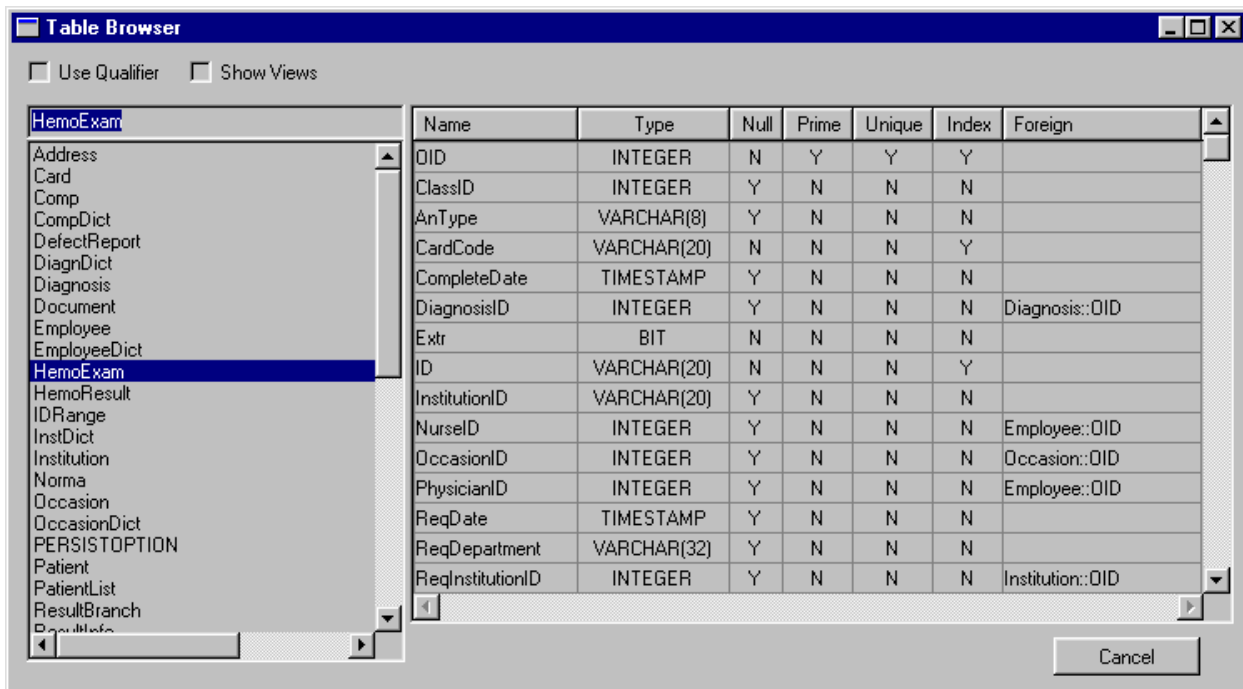 Table Browser
Use Qualifier Show Views
HemoExam
Address
Card
Comp
CompDict
DefectReport
DiagnDict
Diagnosis
Document
Employee
EmployeeDict
HemoExam
HemoResult
IDRange
InstDict
Institution
Norma
Occasion
OccasionDict
PERSISTOPTION
Patient
PatientList
ResultBranch
Name Type Null Prime Unique Index Foreign
OID INTEGER N Y Y Y
ClassID INTEGER Y N N N
AnType VARCHAR(8) Y N N N
CardCode VARCHAR(20) N N N Y
CompleteDate TIMESTAMP Y N N N
DiagnosisID INTEGER Y N N N Diagnosis::OID
Extr BIT N N N N
ID VARCHAR(20) N N N Y
InstitutionID VARCHAR(20) Y N N N
NurseID INTEGER Y N N N Employee::OID
OccasionID INTEGER Y N N N Occasion::OID
PhysicianID INTEGER Y N N N Employee::OID
ReqDate TIMESTAMP Y N N N
ReqDepartment VARCHAR(32) Y N N N
ReqInstitutionID INTEGER Y N N N Institution::OID
Cancel